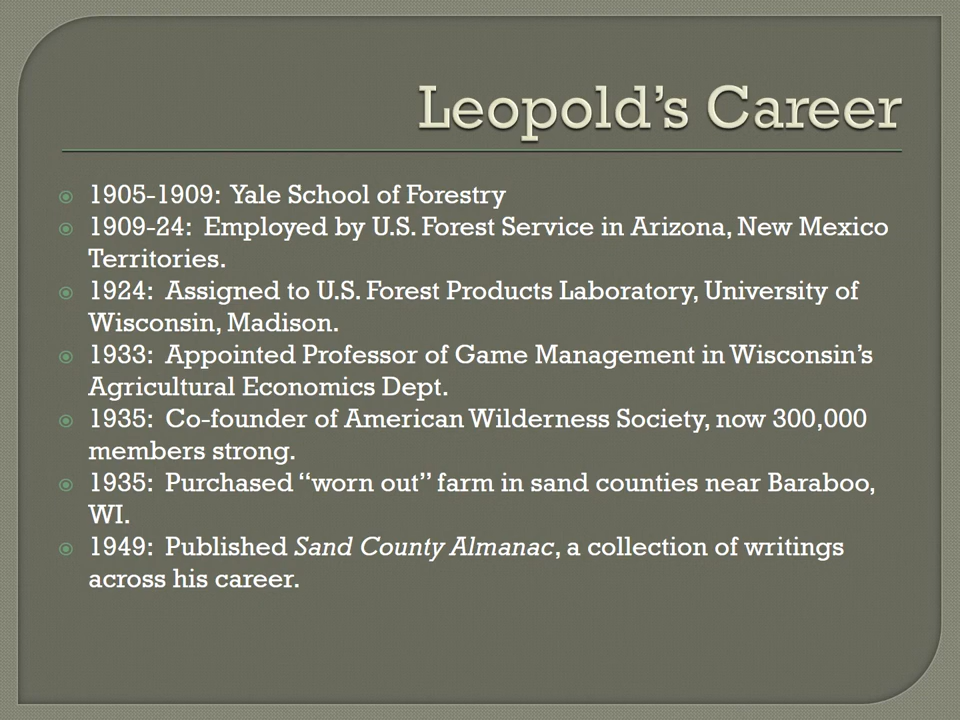 Leopold’s Career
1905-1909:  Yale School of Forestry
1909-24:  Employed by U.S. Forest Service in Arizona, New Mexico
Territories.
1924:  Assigned to U.S. Forest Products Laboratory, University of
Wisconsin, Madison.
1933:  Appointed Professor of Game Management in Wisconsin’s
Agricultural Economics Dept.
1935:  Co-founder of American Wilderness Society, now 300,000
members strong.
1935:  Purchased “worn out” farm in sand counties near Baraboo,
WI.
1949:  Published Sand County Almanac, a collection of writings
across his career.